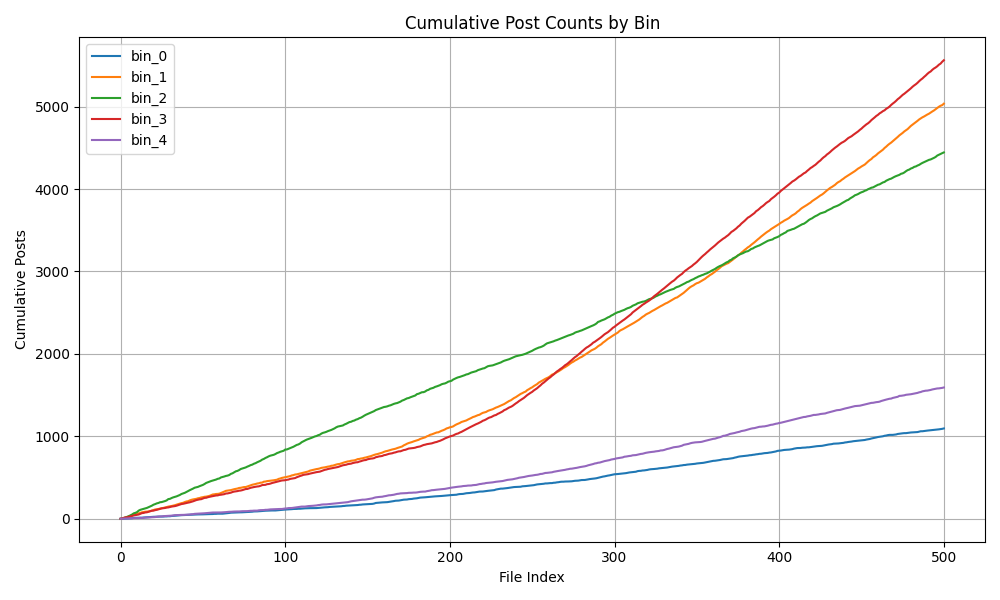 Cumulative Post Counts by Bin
bin_0
bin_1
bin_2
bin_3
bin_4
Cumulative Posts
5000
4000
3000
2000
1000
0
0 100 200 300 400 500
File Index